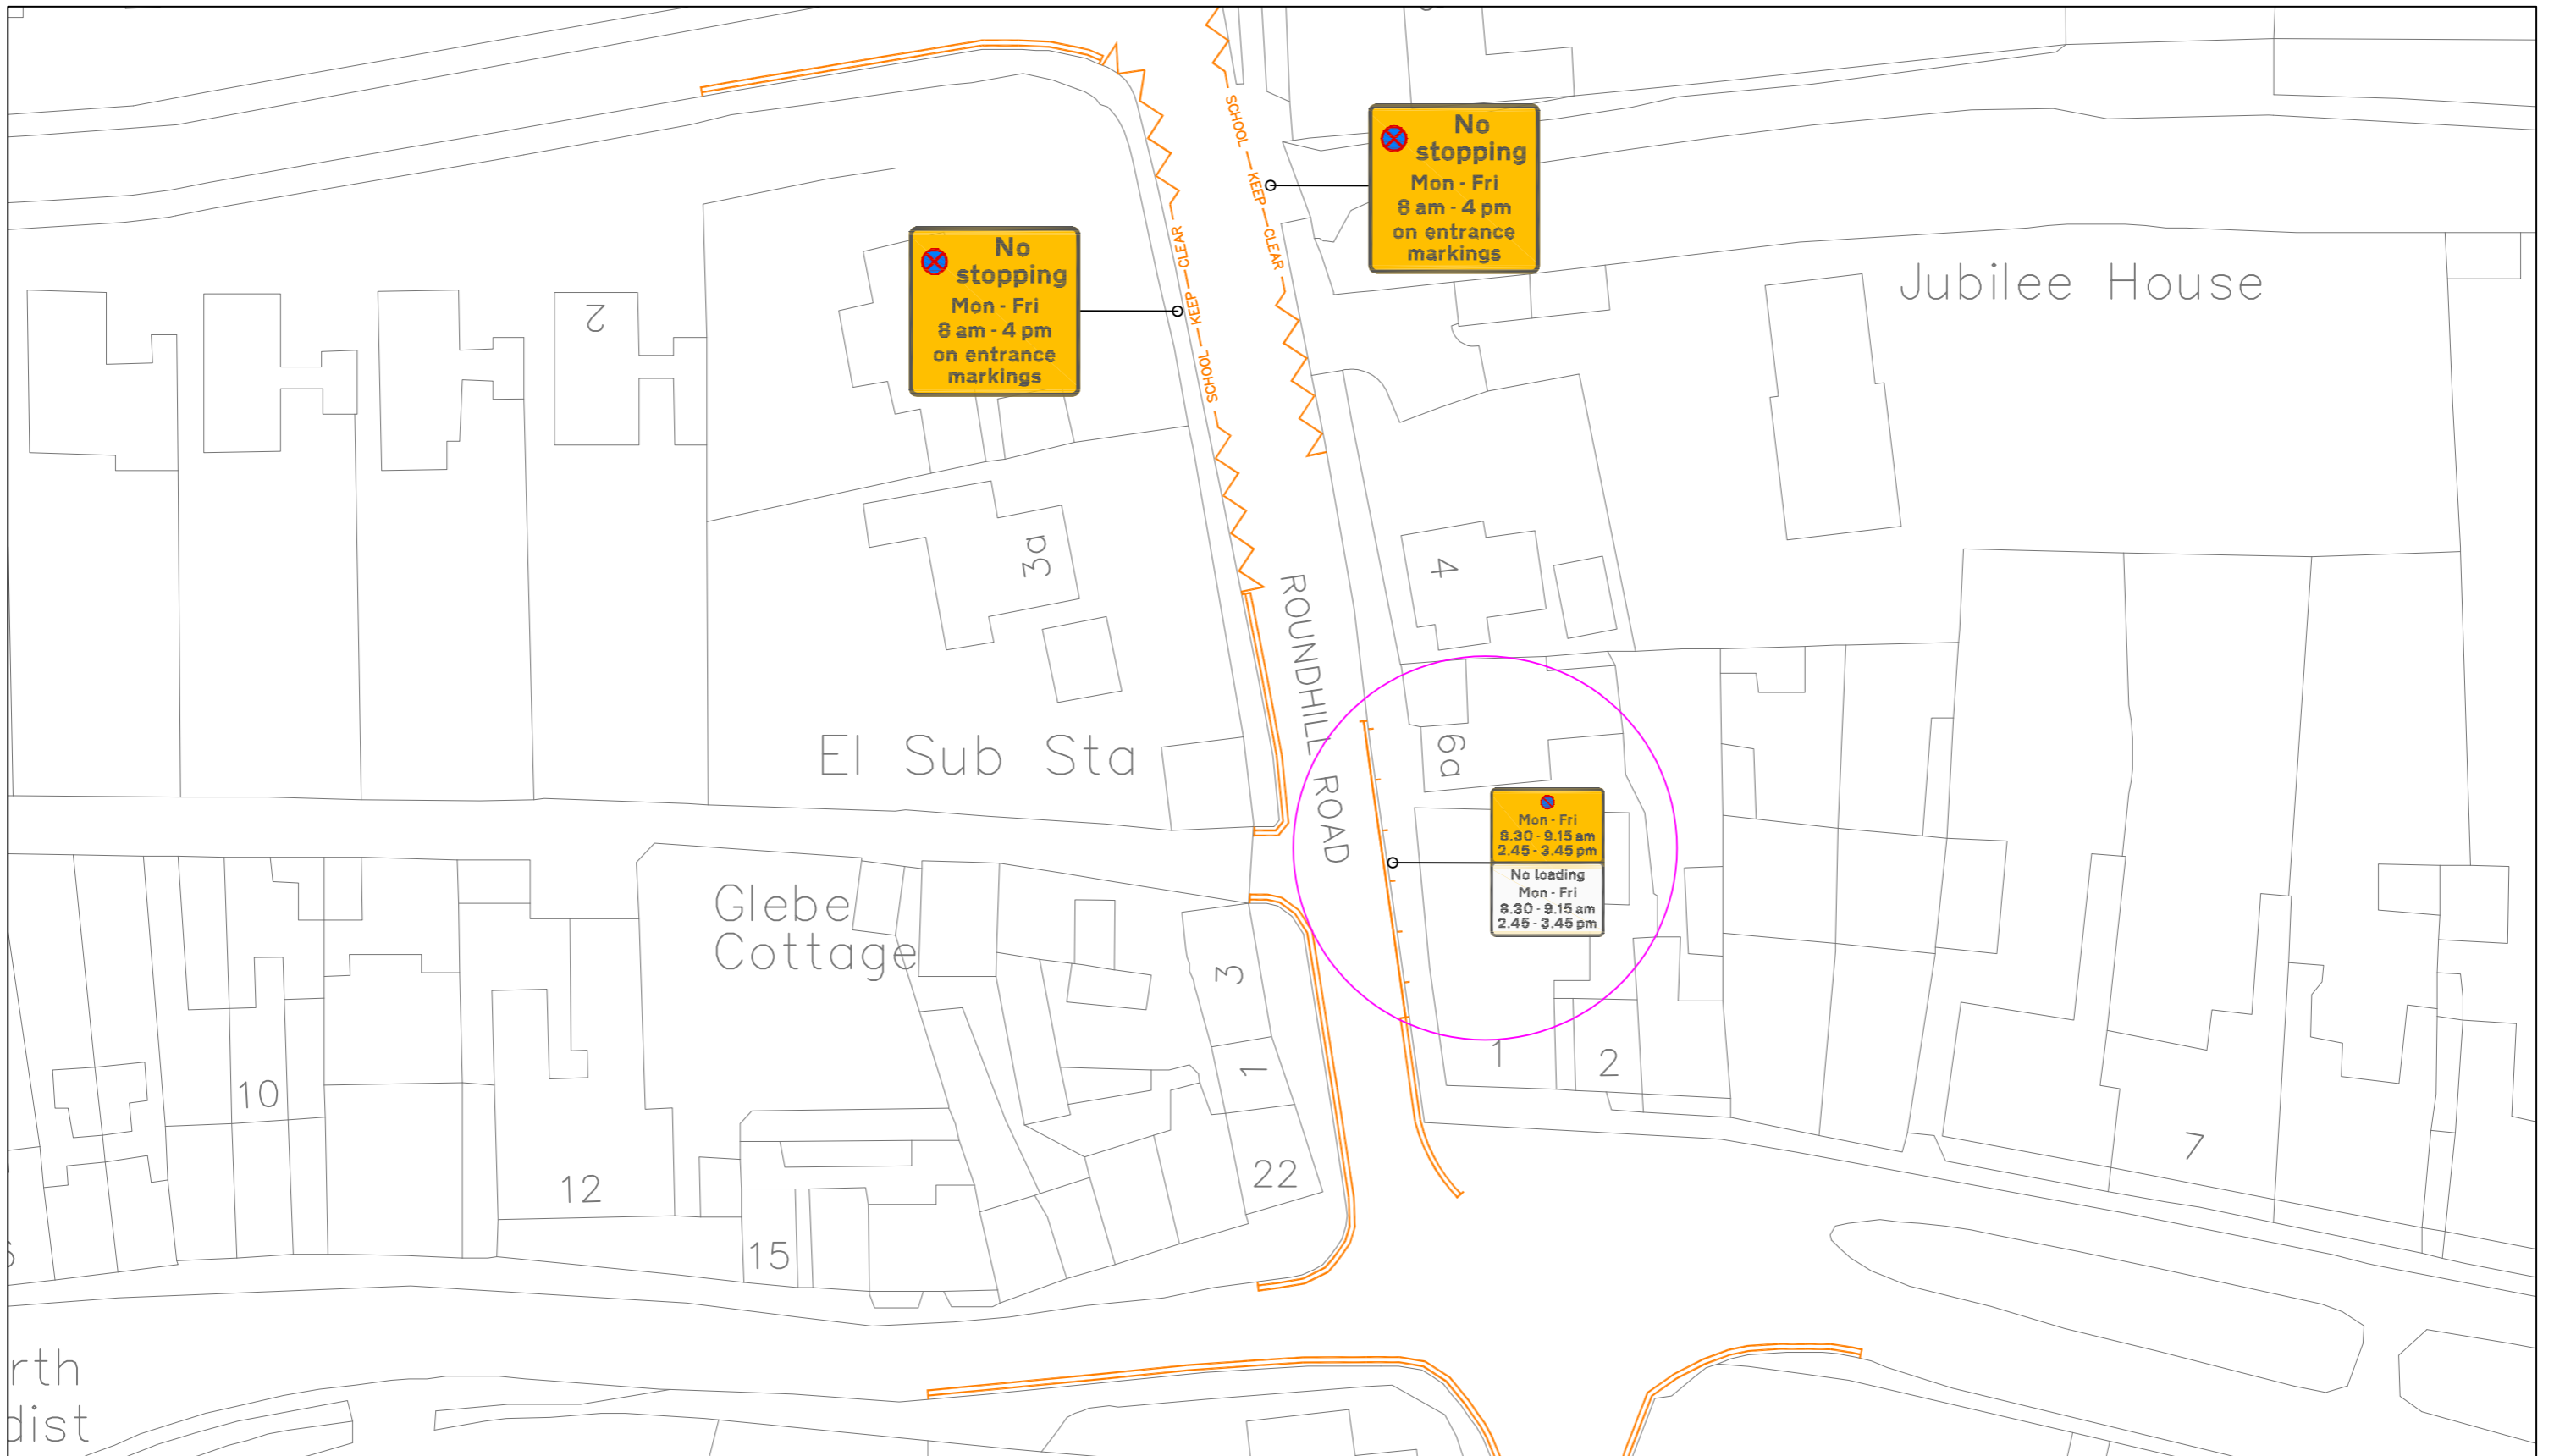 SCHOOL KEEP CLEAR
No
stopping
Mon - Fri
8 am - 4 pm
on entrance
markings
No
stopping
Mon - Fri
8 am - 4 pm
on entrance
markings
SCHOOL KEEP CLEAR
Jubilee House
2
3a
4
ROUNDHILL ROAD
El Sub Sta
6a
Mon - Fri
8.30 - 9.15 am
2.45 - 3.45 pm
No loading
Mon - Fri
8.30 - 9.15 am
2.45 - 3.45 pm
Glebe
Cottage
3
1
1
2
10
12
22
15
7
rth
dist